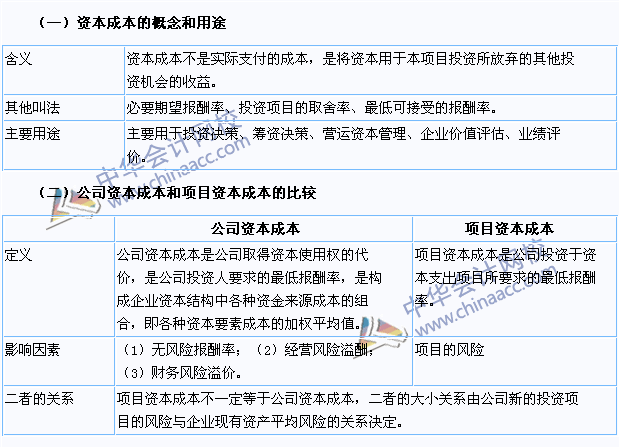 （一）资本成本的概念和用途
含义
资本成本不是实际支付的成本，是将资本用于本项目投资所放弃的其他投
资机会的收益。
其他叫法
必要期望报酬率、投资项目的取舍率、最低可接受的报酬率。
主要用途
主要用于投资决策、筹资决策、营运资本管理、企业价值评估、业绩评
价。
中华会计网校
www.chinaacc.com
（二）公司资本成本和项目资本成本的比较
公司资本成本
项目资本成本
定义
公司资本成本是公司取得资本使用权的代
价，是公司投资人要求的最低报酬率，是构
成企业资本结构中各种资金来源成本的组
合，即各种资本要素成本的加权平均值。
项目资本成本是公司投资于资
本支出项目所要求的最低报酬
率。
中华会计网校
www.chinaacc.com
影响因素
（1）无风险报酬率；（2）经营风险溢酬；
（3）财务风险溢价。
项目的风险
二者的关系
项目资本成本不一定等于公司资本成本，二者的大小关系由公司新的投资项
目的风险与企业现有资产平均风险的关系决定。